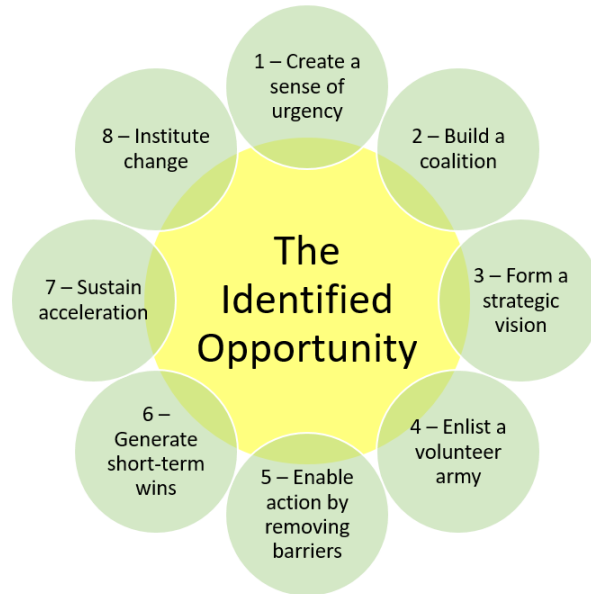 1 – Create a
sense of
urgency
2 – Build a
coalition
3 – Form a
strategic
vision
4 – Enlist a
volunteer
army
5 – Enable
action by
removing
barriers
6 –
Generate
short-term
wins
7 – Sustain
acceleration
8 – Institute
change
The
Identified
Opportunity